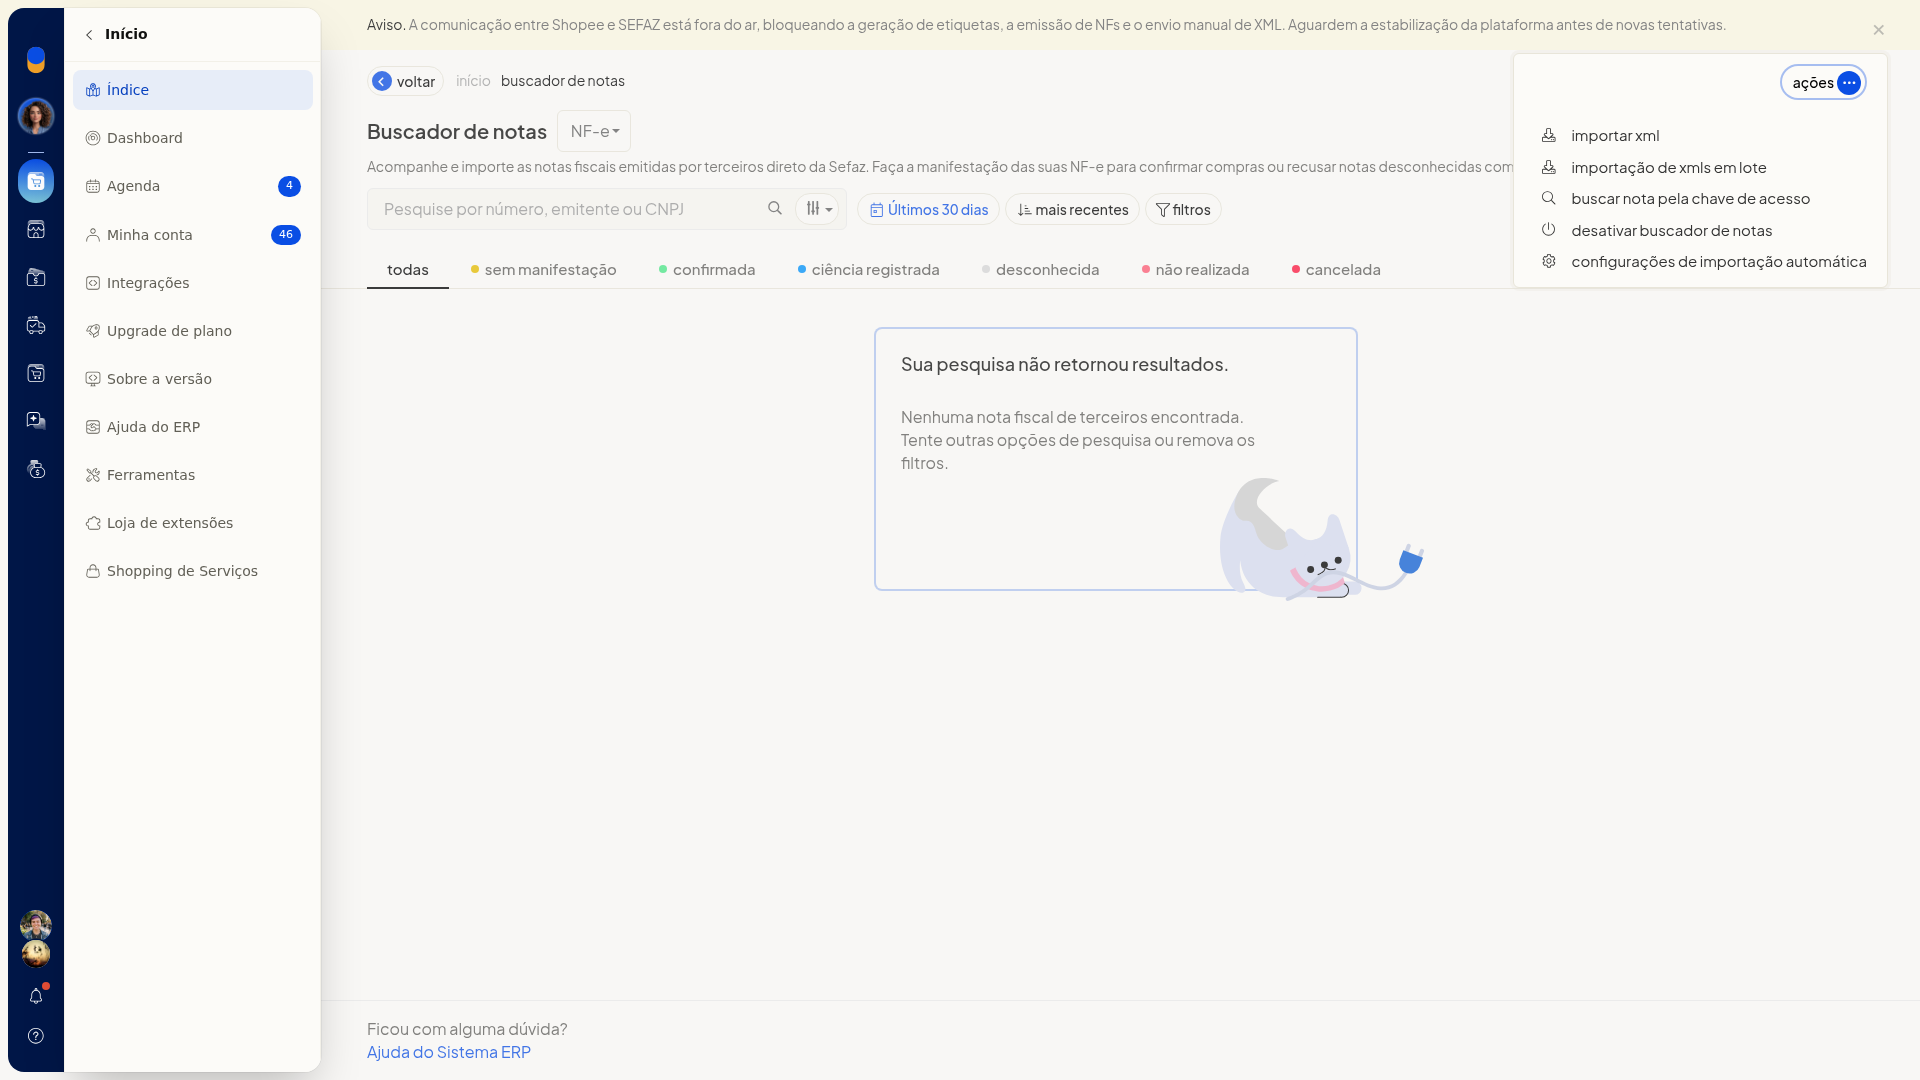 Início
Índice
Dashboard
Agenda 4
Minha conta 46
Integrações
Upgrade de plano
Sobre a versão
Ajuda do ERP
Ferramentas
Loja de extensões
Shopping de Serviços
Aviso. A comunicação entre Shopee e SEFAZ está fora do ar, bloqueando a geração de etiquetas, a emissão de NFs e o envio manual de XML. Aguardem a estabilização da plataforma antes de novas tentativas.
voltar início buscador de notas
Buscador de notas NF-e
Acompanhe e importe as notas fiscais emitidas por terceiros direto da Sefaz. Faça a manifestação das suas NF-e para confirmar compras ou recusar notas desconhecidas com
Pesquise por número, emitente ou CNPJ Últimos 30 dias mais recentes filtros
todas sem manifestação confirmada ciência registrada desconhecida não realizada cancelada
ações
importar xml
importação de xmls em lote
buscar nota pela chave de acesso
desativar buscador de notas
configurações de importação automática
Sua pesquisa não retornou resultados.
Nenhuma nota fiscal de terceiros encontrada.
Tente outras opções de pesquisa ou remova os
filtros.
Ficou com alguma dúvida?
Ajuda do Sistema ERP